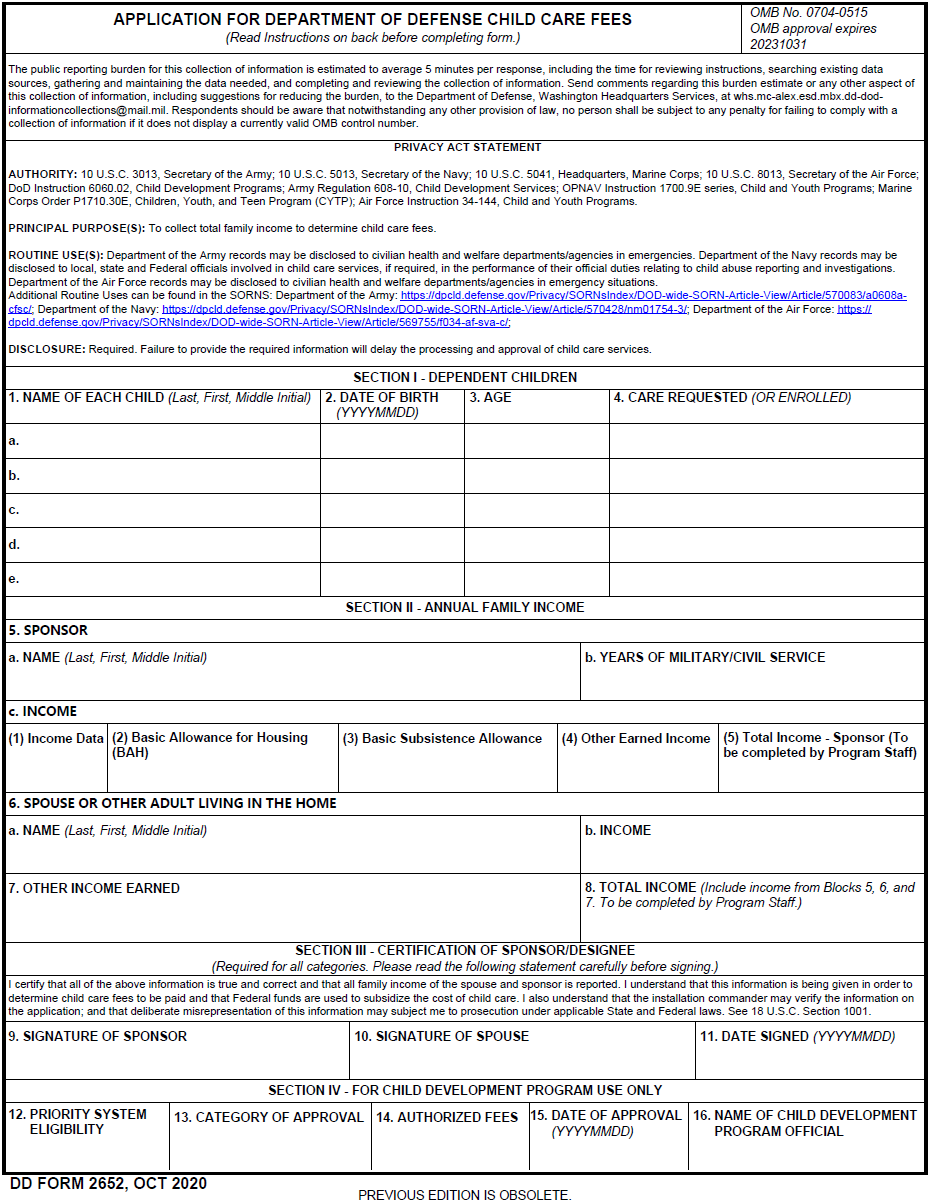 APPLICATION FOR DEPARTMENT OF DEFENSE CHILD CARE FEES
(Read Instructions on back before completing form.)
OMB No. 0704-0515
OMB approval expires
20231031
The public reporting burden for this collection of information is estimated to average 5 minutes per response, including the time for reviewing instructions, searching existing data
sources, gathering and maintaining the data needed, and completing and reviewing the collection of information. Send comments regarding this burden estimate or any other aspect of
this collection of information, including suggestions for reducing the burden, to the Department of Defense, Washington Headquarters Services, at whs.mc-alex.esd.mbx.dd-dod-
informationcollections@mail.mil. Respondents should be aware that notwithstanding any other provision of law, no person shall be subject to any penalty for failing to comply with a
collection of information if it does not display a currently valid OMB control number.
PRIVACY ACT STATEMENT
AUTHORITY: 10 U.S.C. 3013, Secretary of the Army; 10 U.S.C. 5013, Secretary of the Navy; 10 U.S.C. 5041, Headquarters, Marine Corps; 10 U.S.C. 8013, Secretary of the Air Force;
DoD Instruction 6060.02, Child Development Programs; Army Regulation 608-10, Child Development Services; OPNAV Instruction 1700.9E series, Child and Youth Programs; Marine
Corps Order P1710.30E, Children, Youth, and Teen Program (CYTP); Air Force Instruction 34-144, Child and Youth Programs.
PRINCIPAL PURPOSE(S): To collect total family income to determine child care fees.
ROUTINE USE(S): Department of the Army records may be disclosed to civilian health and welfare departments/agencies in emergencies. Department of the Navy records may be
disclosed to local, state and Federal officials involved in child care services, if required, in the performance of their official duties relating to child abuse reporting and investigations.
Department of the Air Force records may be disclosed to civilian health and welfare departments/agencies in emergency situations.
Additional Routine Uses can be found in the SORNS: Department of the Army: https://dpcld.defense.gov/Privacy/SORNsIndex/DOD-wide-SORN-Article-View/Article/570083/a0608a-
cfsc/; Department of the Navy: https://dpcld.defense.gov/Privacy/SORNsIndex/DOD-wide-SORN-Article-View/Article/570428/nm01754-3/; Department of the Air Force: https://
dpcld.defense.gov/Privacy/SORNsIndex/DOD-wide-SORN-Article-View/Article/569755/f034-af-sva-c/;
DISCLOSURE: Required. Failure to provide the required information will delay the processing and approval of child care services.
SECTION I - DEPENDENT CHILDREN
1. NAME OF EACH CHILD (Last, First, Middle Initial)
2. DATE OF BIRTH
(YYYYMMDD)
3. AGE
4. CARE REQUESTED (OR ENROLLED)
a.
b.
c.
d.
e.
SECTION II - ANNUAL FAMILY INCOME
5. SPONSOR
a. NAME (Last, First, Middle Initial)
b. YEARS OF MILITARY/CIVIL SERVICE
c. INCOME
(1) Income Data
(2) Basic Allowance for Housing
(BAH)
(3) Basic Subsistence Allowance
(4) Other Earned Income
(5) Total Income - Sponsor (To
be completed by Program Staff)
6. SPOUSE OR OTHER ADULT LIVING IN THE HOME
a. NAME (Last, First, Middle Initial)
b. INCOME
7. OTHER INCOME EARNED
8. TOTAL INCOME (Include income from Blocks 5, 6, and
7. To be completed by Program Staff.)
SECTION III - CERTIFICATION OF SPONSOR/DESIGNEE
(Required for all categories. Please read the following statement carefully before signing.)
I certify that all of the above information is true and correct and that all family income of the spouse and sponsor is reported. I understand that this information is being given in order to
determine child care fees to be paid and that Federal funds are used to subsidize the cost of child care. I also understand that the installation commander may verify the information on
the application; and that deliberate misrepresentation of this information may subject me to prosecution under applicable State and Federal laws. See 18 U.S.C. Section 1001.
9. SIGNATURE OF SPONSOR
10. SIGNATURE OF SPOUSE
11. DATE SIGNED (YYYYMMDD)
SECTION IV - FOR CHILD DEVELOPMENT PROGRAM USE ONLY
12. PRIORITY SYSTEM
ELIGIBILITY
13. CATEGORY OF APPROVAL
14. AUTHORIZED FEES
15. DATE OF APPROVAL
(YYYYMMDD)
16. NAME OF CHILD DEVELOPMENT
PROGRAM OFFICIAL
DD FORM 2652, OCT 2020
PREVIOUS EDITION IS OBSOLETE.